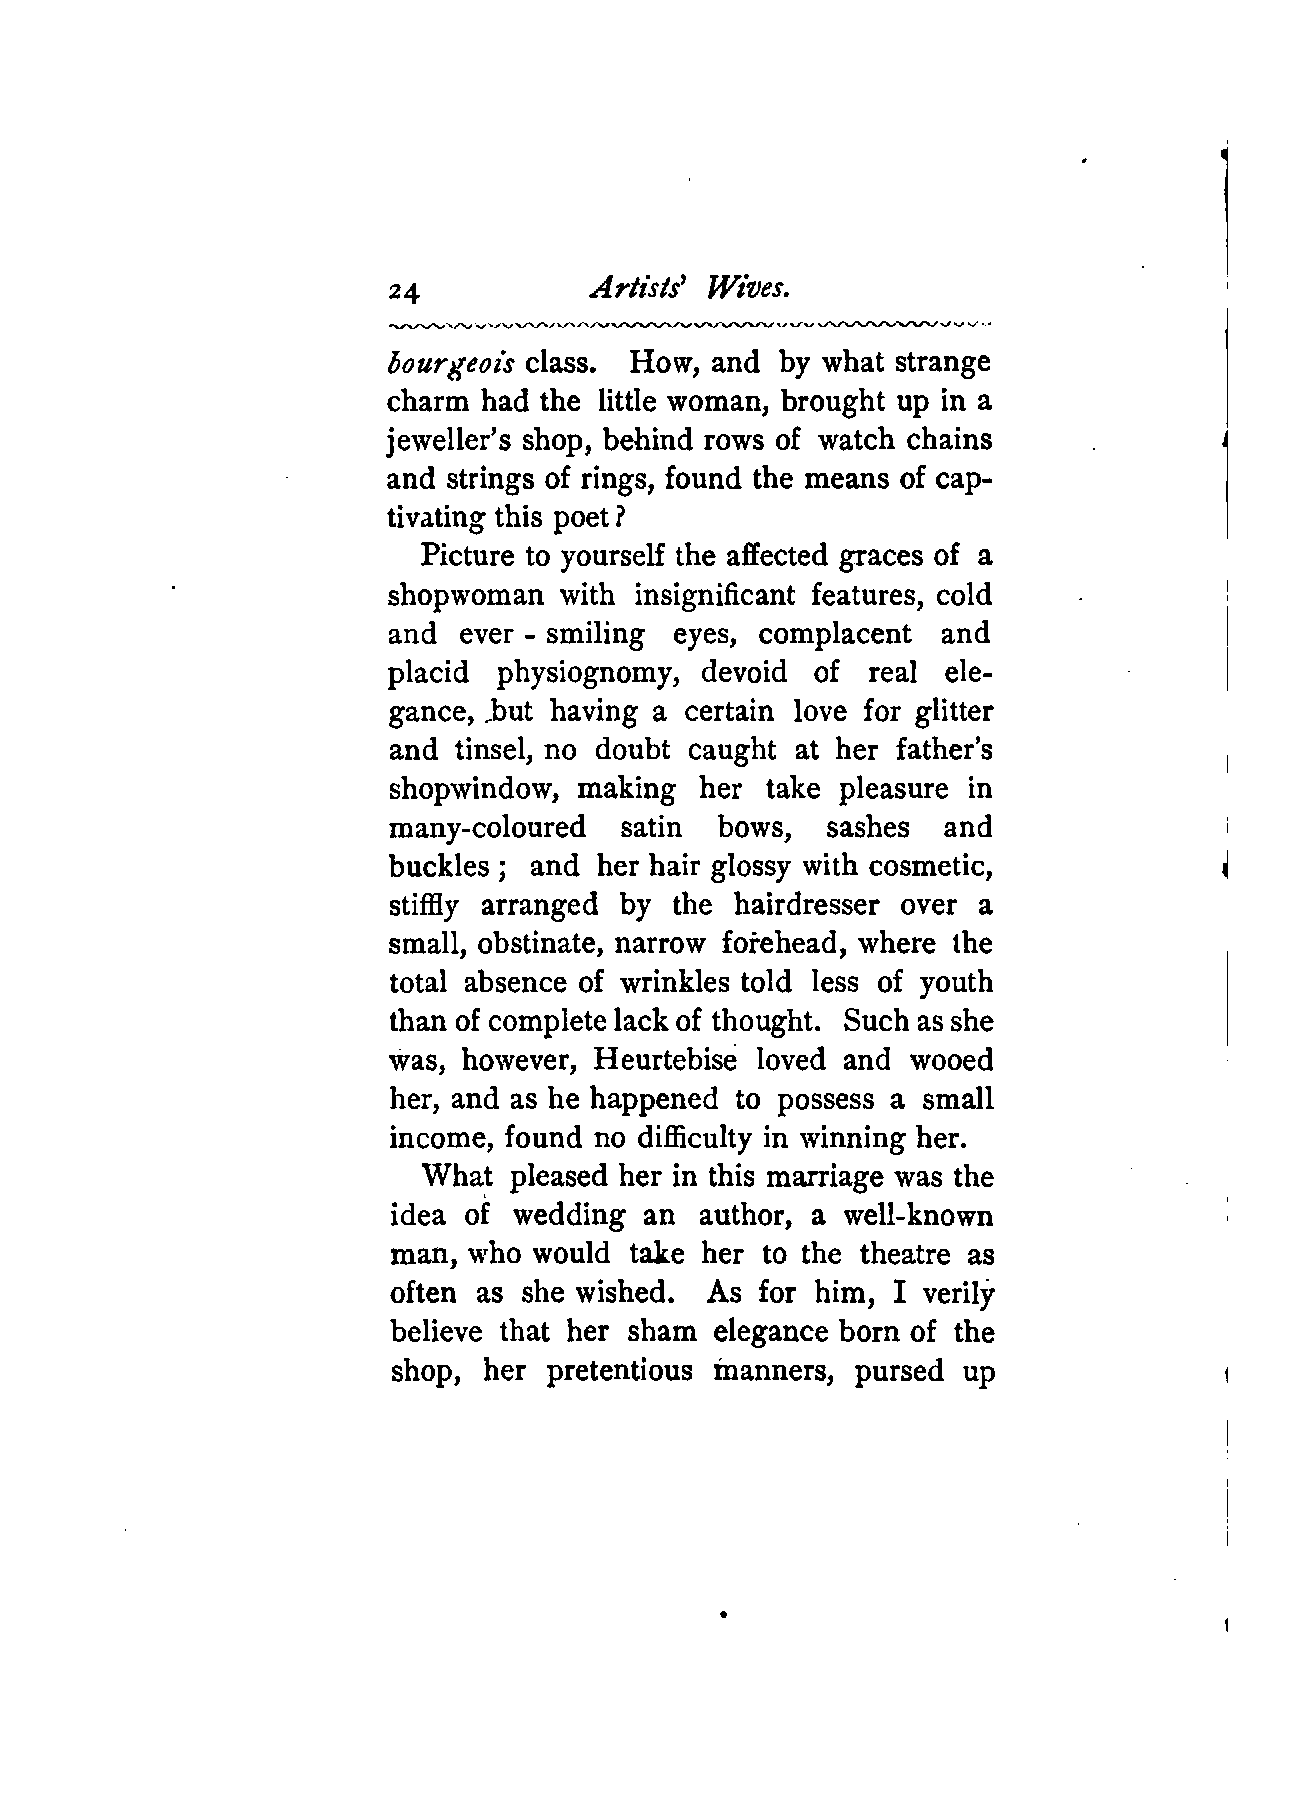 24 Artists' Wives.
bourgeois class. How, and by what strange
charm had the little woman, brought up in a
jeweller's shop, behind rows of watch chains
and strings of rings, found the means of cap-
tivating this poet?
Picture to yourself the affected graces of a
shopwoman with insignificant features, cold
and ever-smiling eyes, complacent and
placid physiognomy, devoid of real ele-
gance, but having a certain love for glitter
and tinsel, no doubt caught at her father's
shopwindow, making her take pleasure in
many-coloured satin bows, sashes and
buckles; and her hair glossy with cosmetic,
stiffly arranged by the hairdresser over a
small, obstinate, narrow forehead, where the
total absence of wrinkles told less of youth
than of complete lack of thought. Such as she
was, however, Heurtebise loved and wooed
her, and as he happened to possess a small
income, found no difficulty in winning her.
What pleased her in this marriage was the
idea of wedding an author, a well-known
man, who would take her to the theatre as
often as she wished. As for him, I verily
believe that her sham elegance born of the
shop, her pretentious manners, pursed up